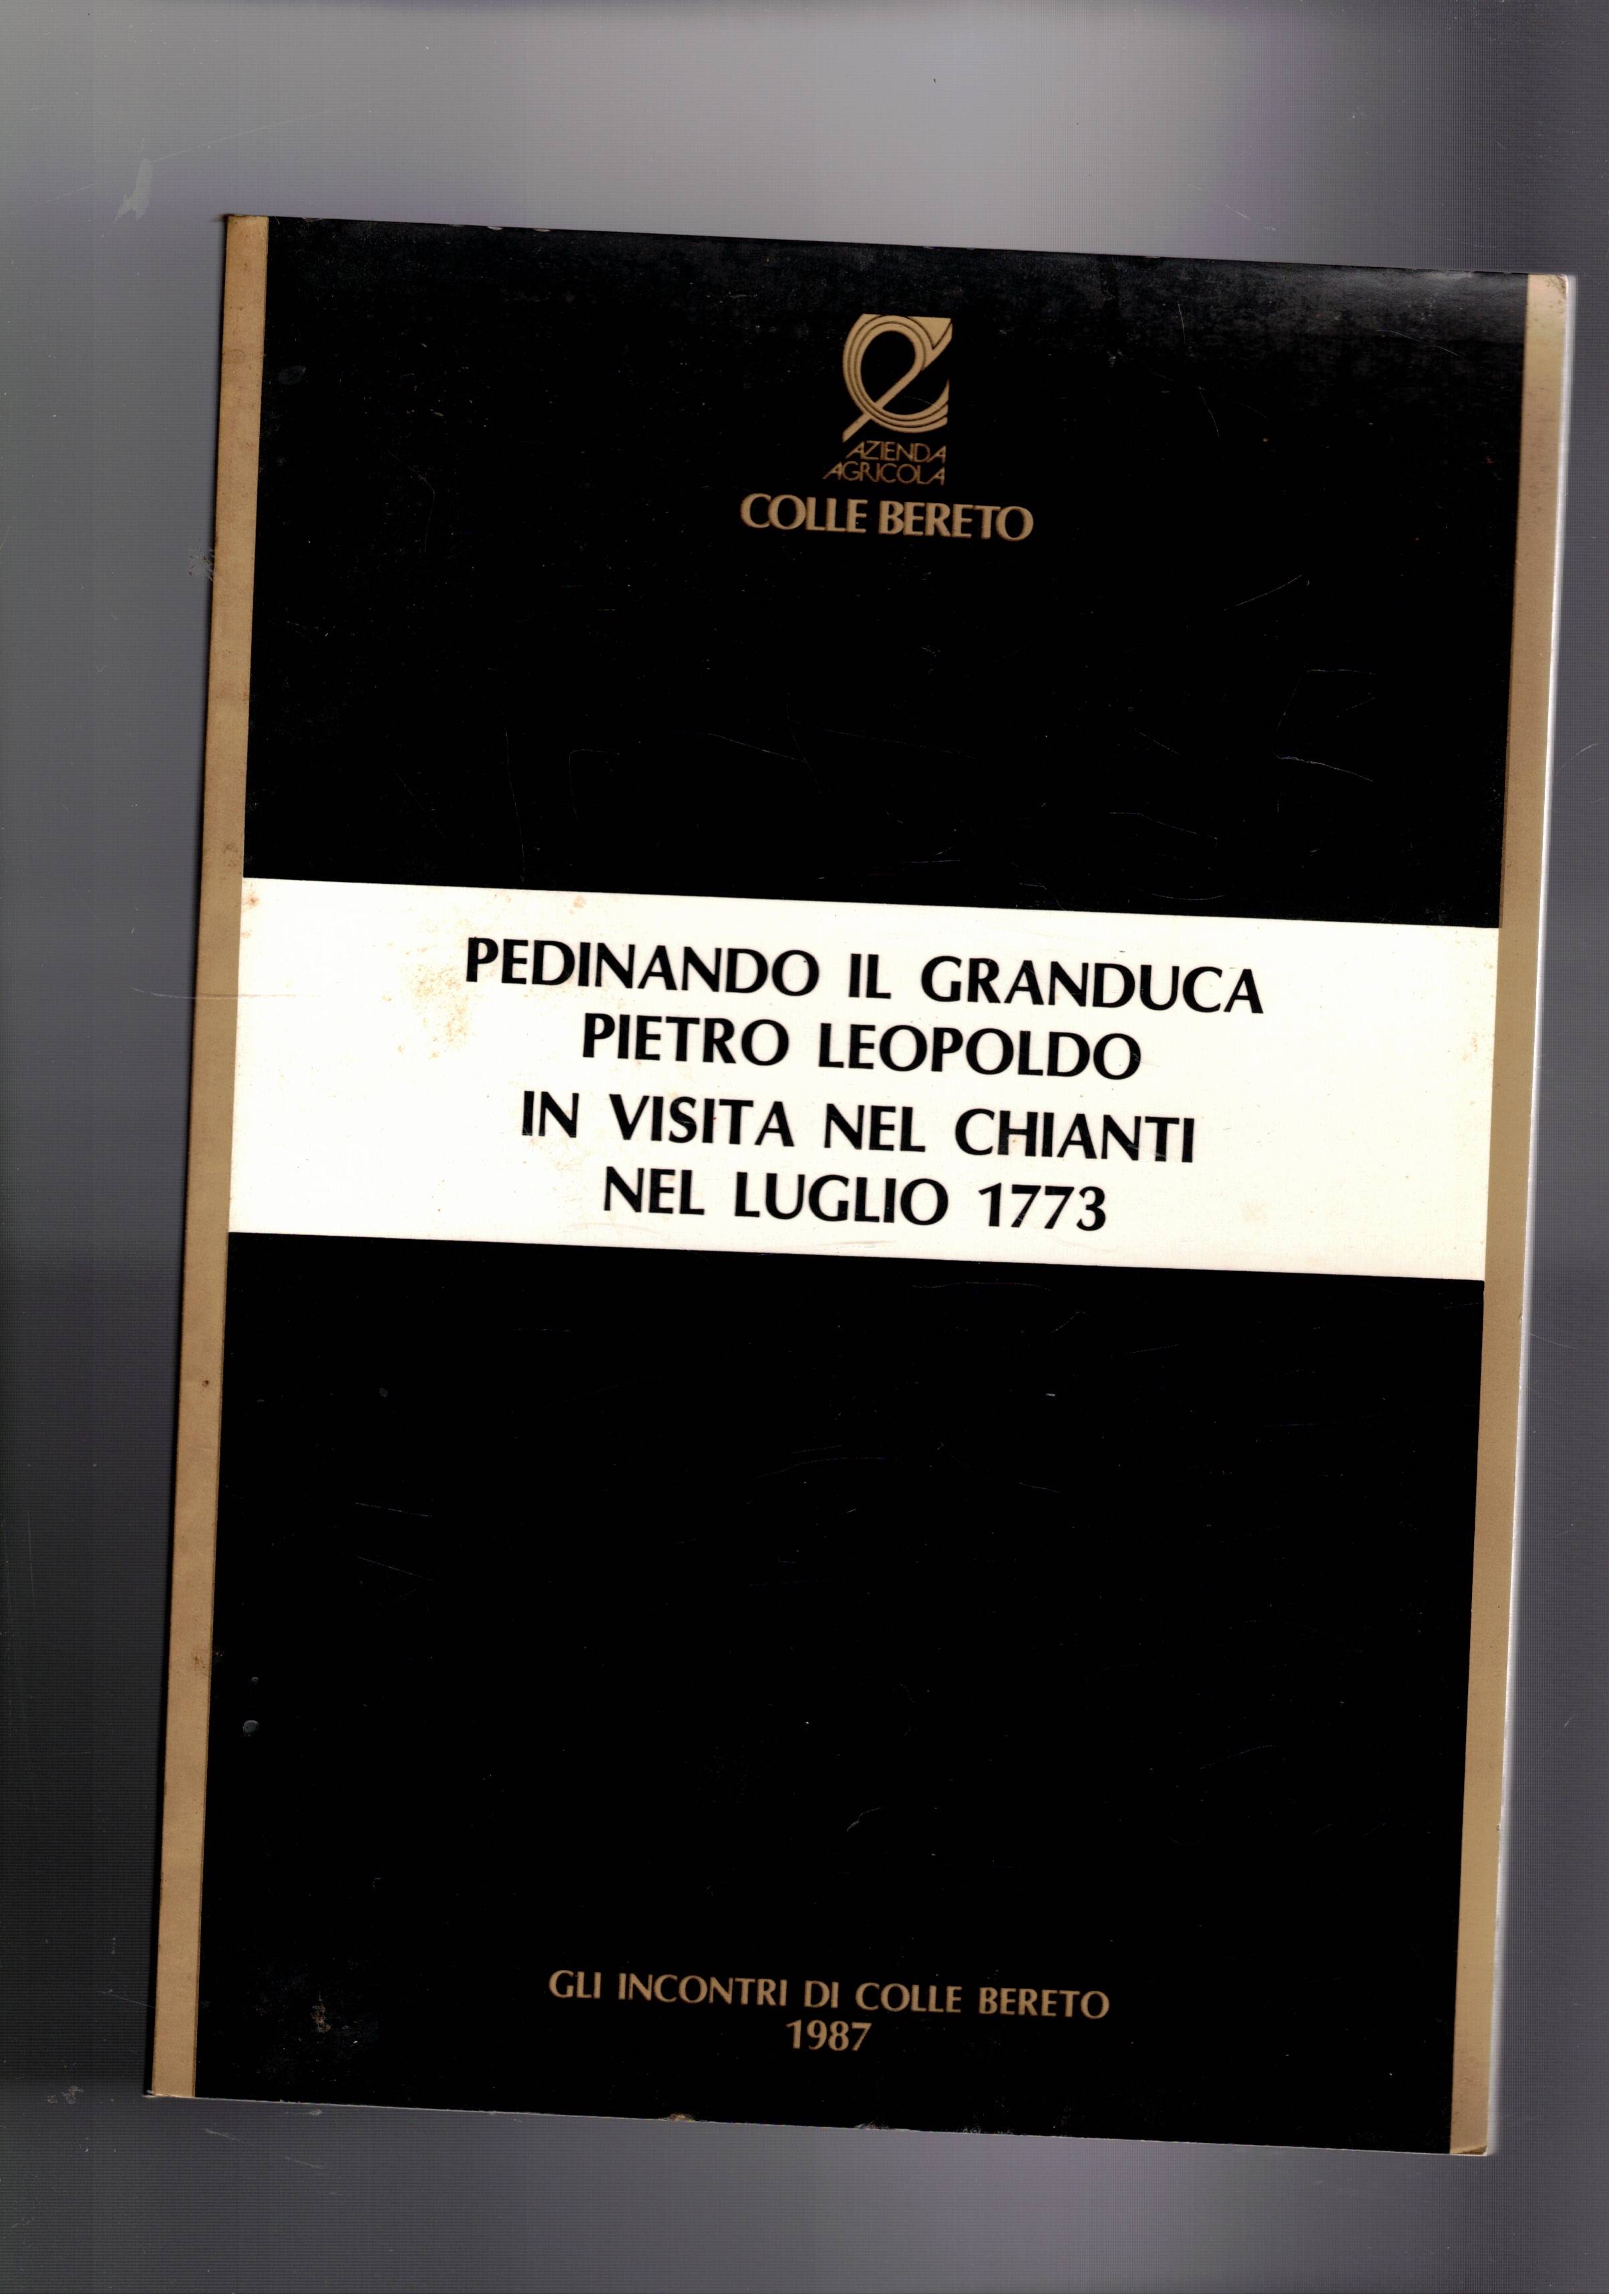 AZIENDA
AGRICOLA
COLLE BERETO
PEDINANDO IL GRANDUCA
PIETRO LEOPOLDO
IN VISITA NEL CHIANTI
NEL LUGLIO 1773
GLI INCONTRI DI COLLE BERETO
1987